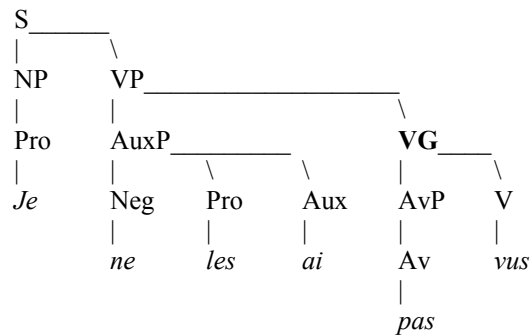 S
NP VP
Pro AuxP VG
Je Neg Pro Aux AvP V
ne les ai Av vus
pas